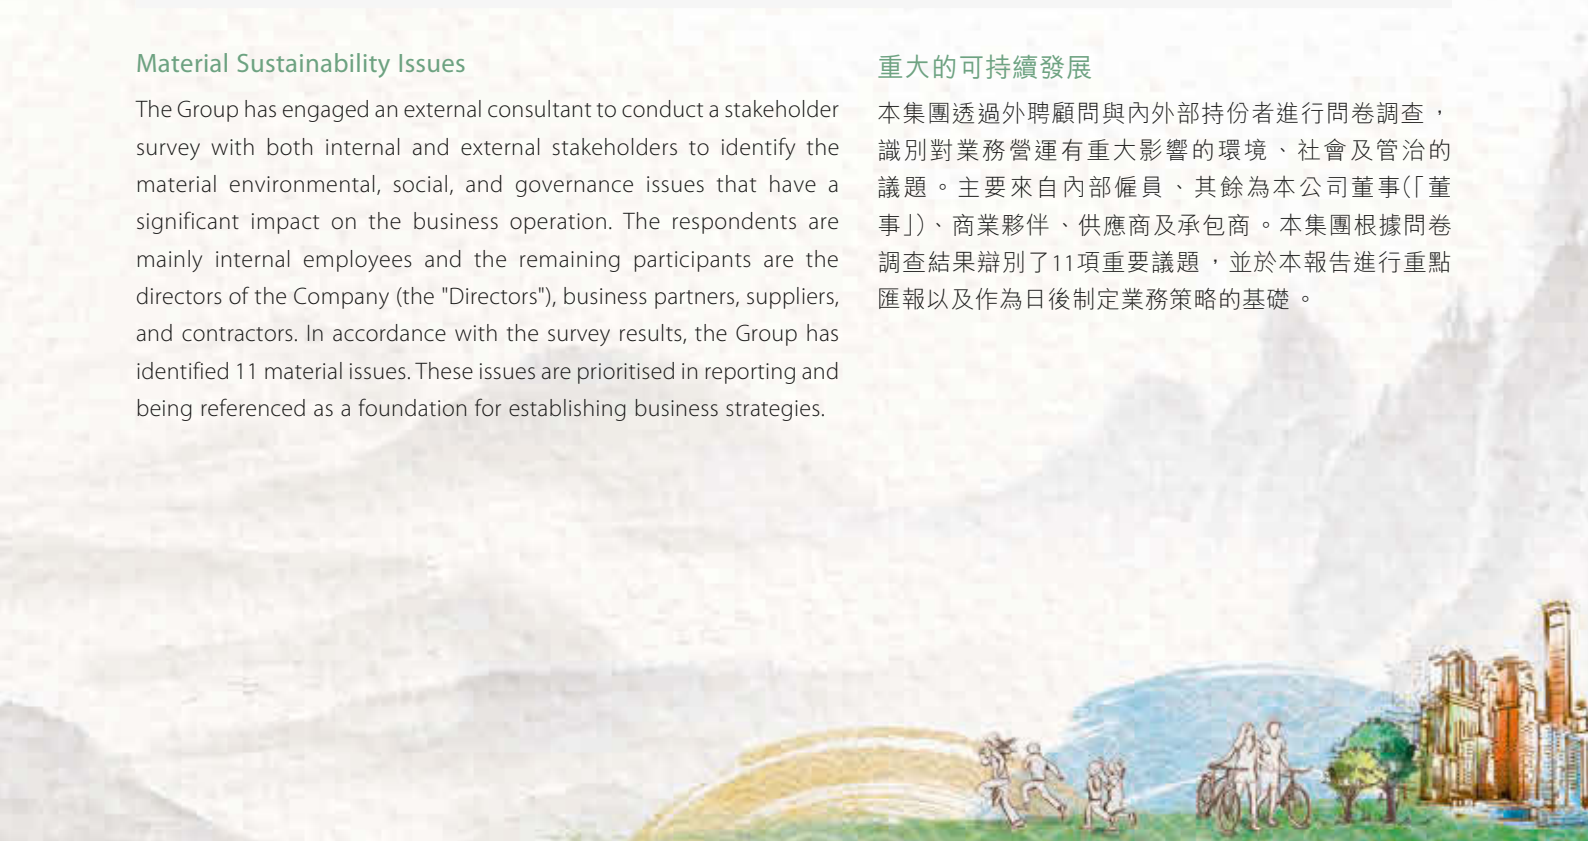 Material Sustainability Issues
The Group has engaged an external consultant to conduct a stakeholder
survey with both internal and external stakeholders to identify the
material environmental, social, and governance issues that have a
significant impact on the business operation. The respondents are
mainly internal employees and the remaining participants are the
directors of the Company (the "Directors"), business partners, suppliers,
and contractors. In accordance with the survey results, the Group has
identified 11 material issues. These issues are prioritised in reporting and
being referenced as a foundation for establishing business strategies.
重大的可持續發展
本集團透過外聘顧問與內外部持份者進行問卷調查，
識別對業務營運有重大影響的環境、社會及管治的
議題。主要來自內部僱員、其餘為本公司董事(「董
事」)、商業夥伴、供應商及承包商。本集團根據問卷
調查結果辯別了11項重要議題，並於本報告進行重點
匯報以及作為日後制定業務策略的基礎。